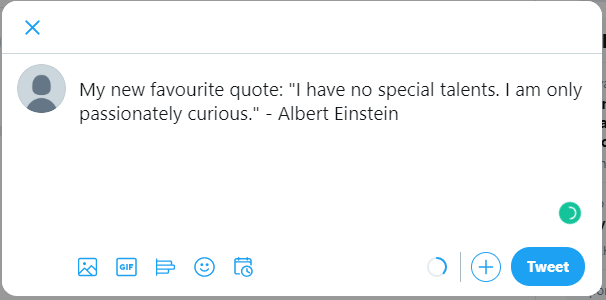 My new favourite quote: "I have no special talents. I am only
passionately curious." - Albert Einstein
GIF
Tweet